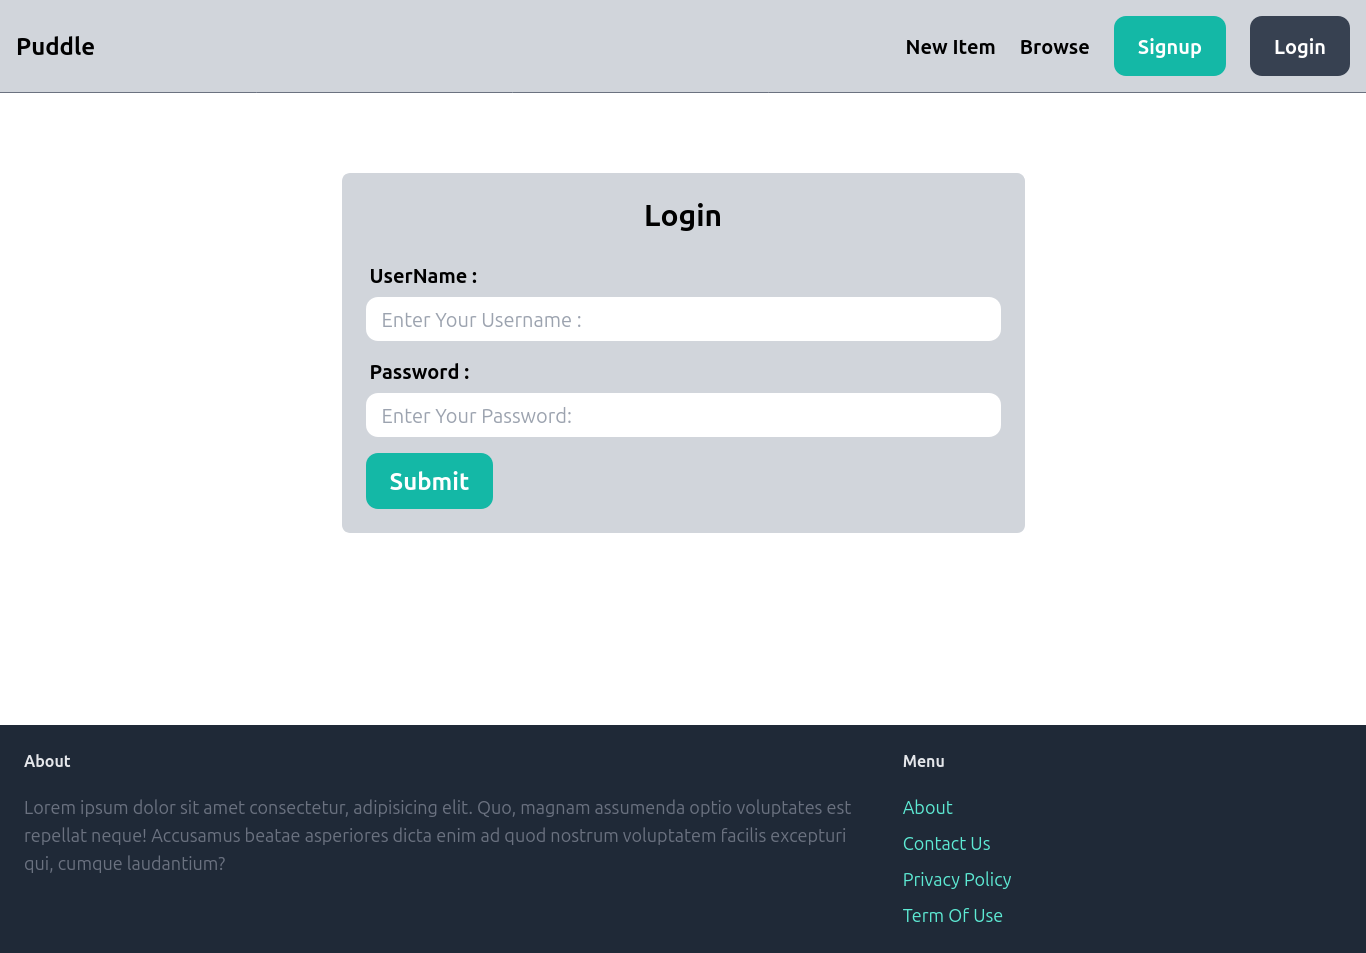 Puddle
New Item
Browse
Signup
Login
Login
UserName :
Enter Your Username :
Password :
Enter Your Password:
Submit
About
Lorem ipsum dolor sit amet consectetur, adipisicing elit. Quo, magnam assumenda optio voluptates est
repellat neque! Accusamus beatae asperiores dicta enim ad quod nostrum voluptatem facilis excepturi
qui, cumque laudantium?
Menu
About
Contact Us
Privacy Policy
Term Of Use